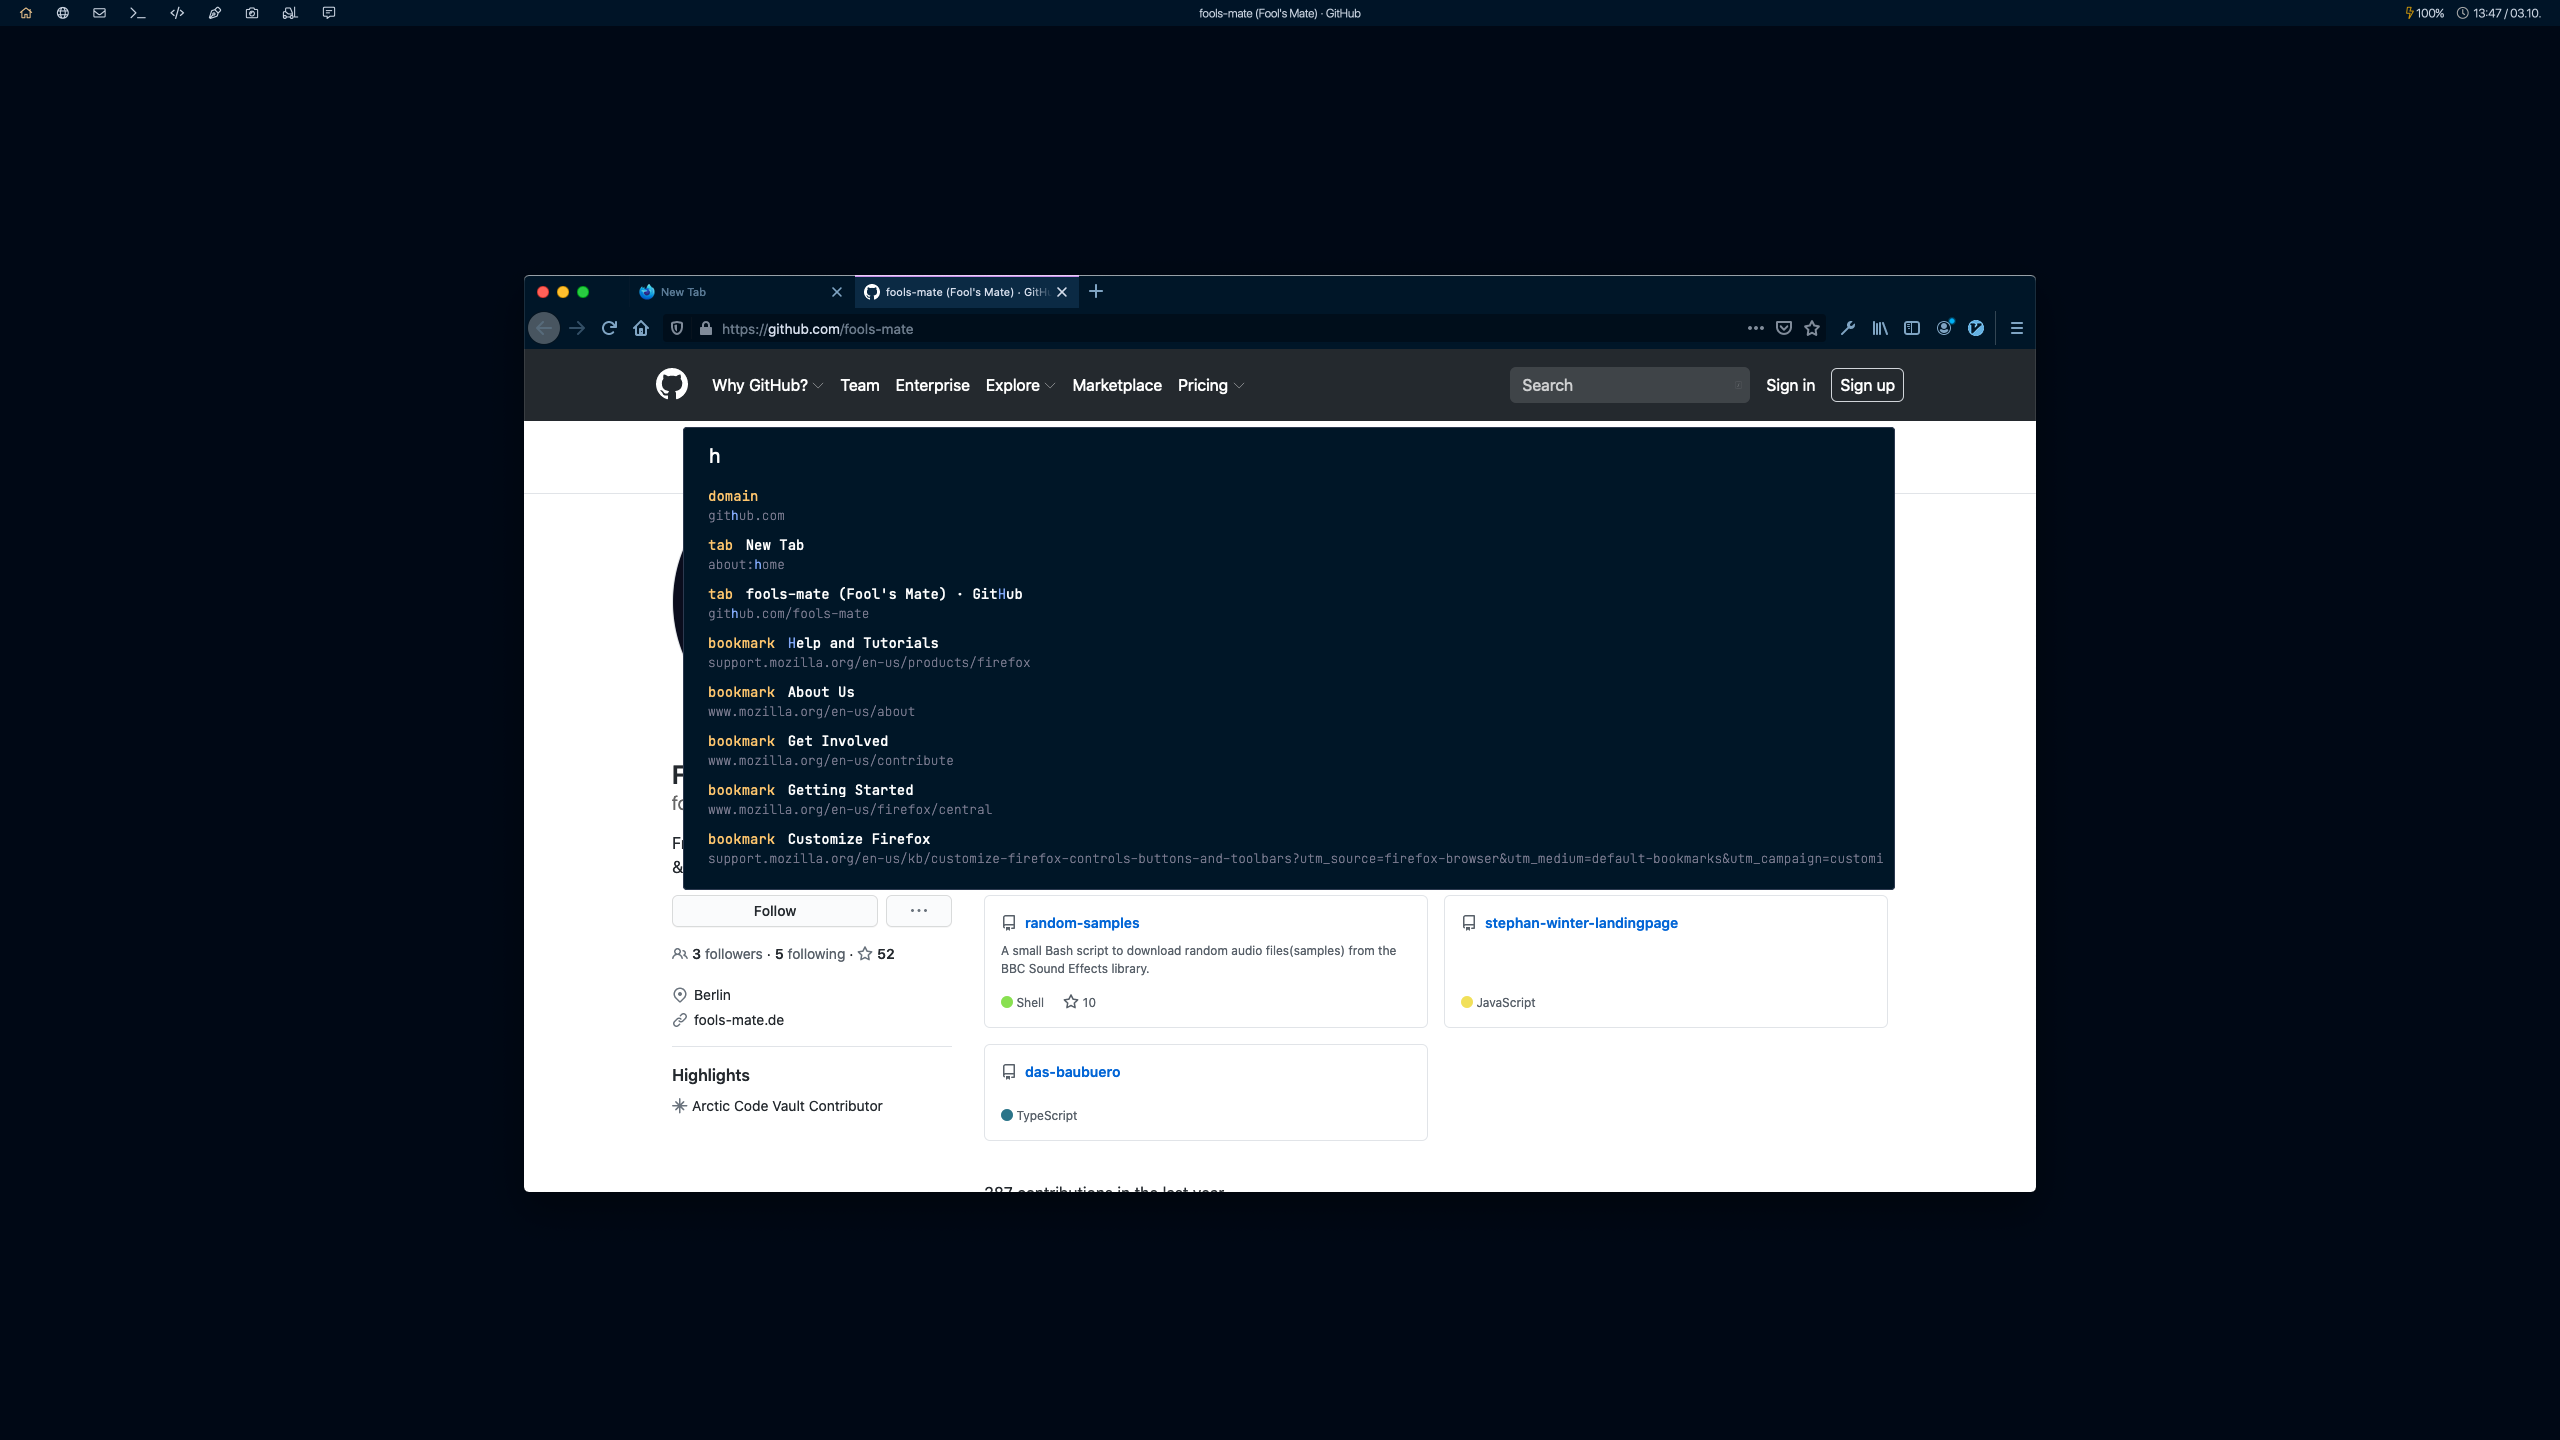 fools-mate (Fool's Mate) · GitHub
100% 13:47 / 03.10.
New Tab
fools-mate (Fool's Mate) · GitHu
https://github.com/fools-mate
Why GitHub? Team Enterprise Explore Marketplace Pricing
Search
Sign in Sign up
h
domain
github.com
tab New Tab
about:home
tab fools-mate (Fool's Mate) · GitHub
github.com/fools-mate
bookmark Help and Tutorials
support.mozilla.org/en-us/products/firefox
bookmark About Us
www.mozilla.org/en-us/about
bookmark Get Involved
www.mozilla.org/en-us/contribute
bookmark Getting Started
www.mozilla.org/en-us/firefox/central
bookmark Customize Firefox
support.mozilla.org/en-us/kb/customize-firefox-controls-buttons-and-toolbars?utm_source=firefox-browser&utm_medium=default-bookmarks&utm_campaign=customi
F
fo
&
Follow
3 followers · 5 following · 52
Berlin
fools-mate.de
Highlights
Arctic Code Vault Contributor
random-samples
A small Bash script to download random audio files(samples) from the
BBC Sound Effects library.
Shell 10
stephan-winter-landingpage
JavaScript
das-baubuero
TypeScript
287 contributions in the last year